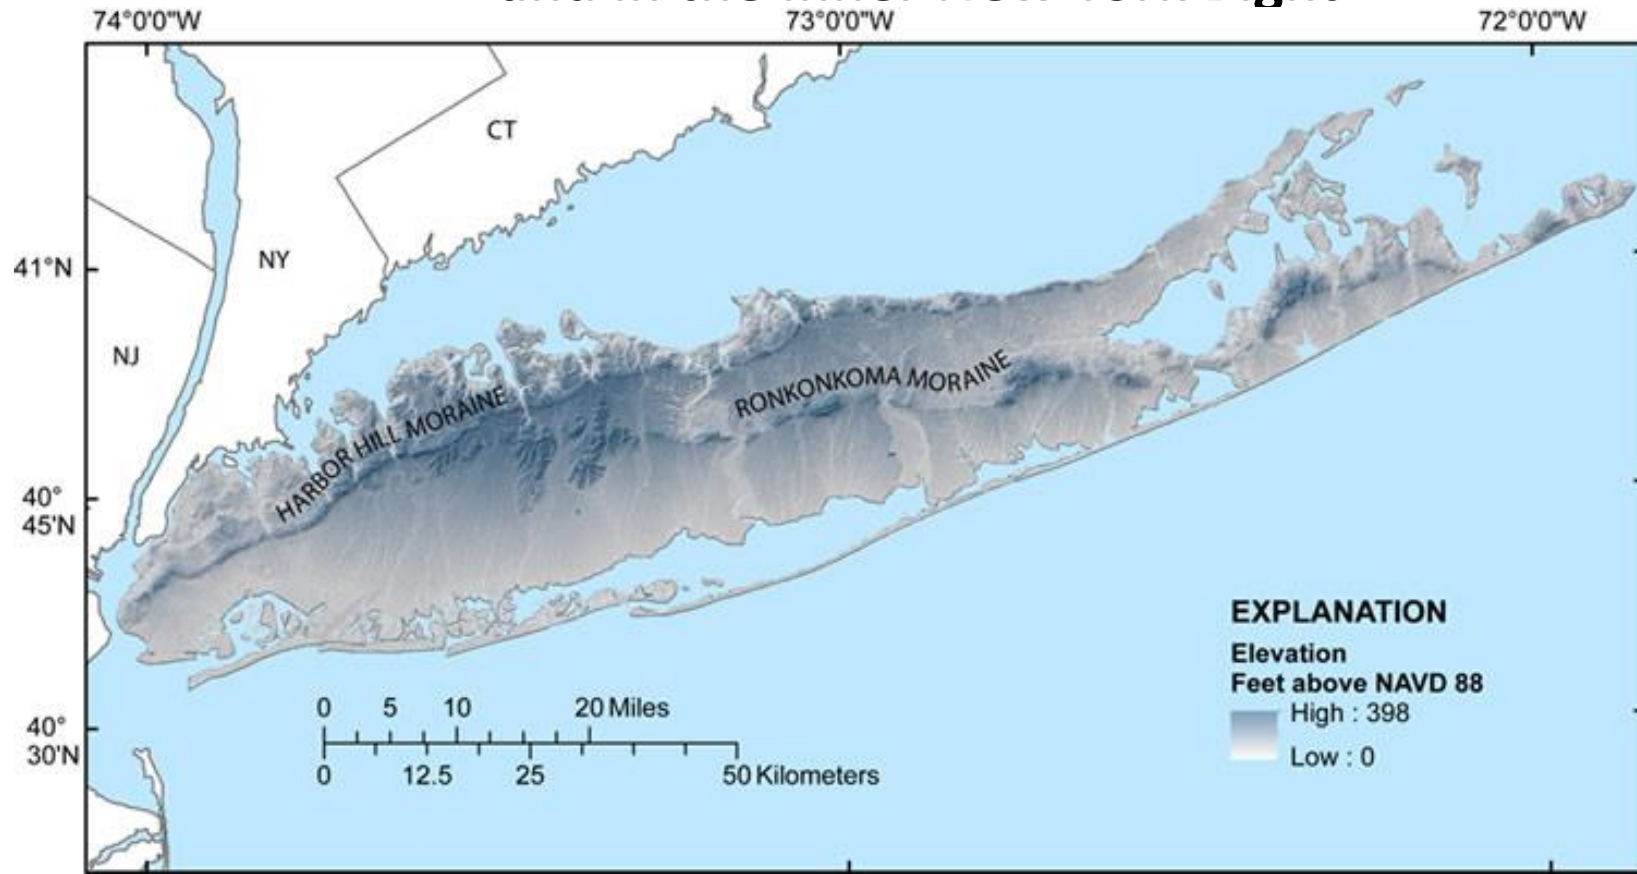 74°0'0"W 73°0'0"W 72°0'0"W
CT
NY
41°N
NJ
RONKONKOMA MORAINE
HARBOR HILL MORAINE
40°
45'N
EXPLANATION
Elevation
Feet above NAVD 88
High : 398
Low : 0
0 5 10 20 Miles
40°
30'N
0 12.5 25 50 Kilometers